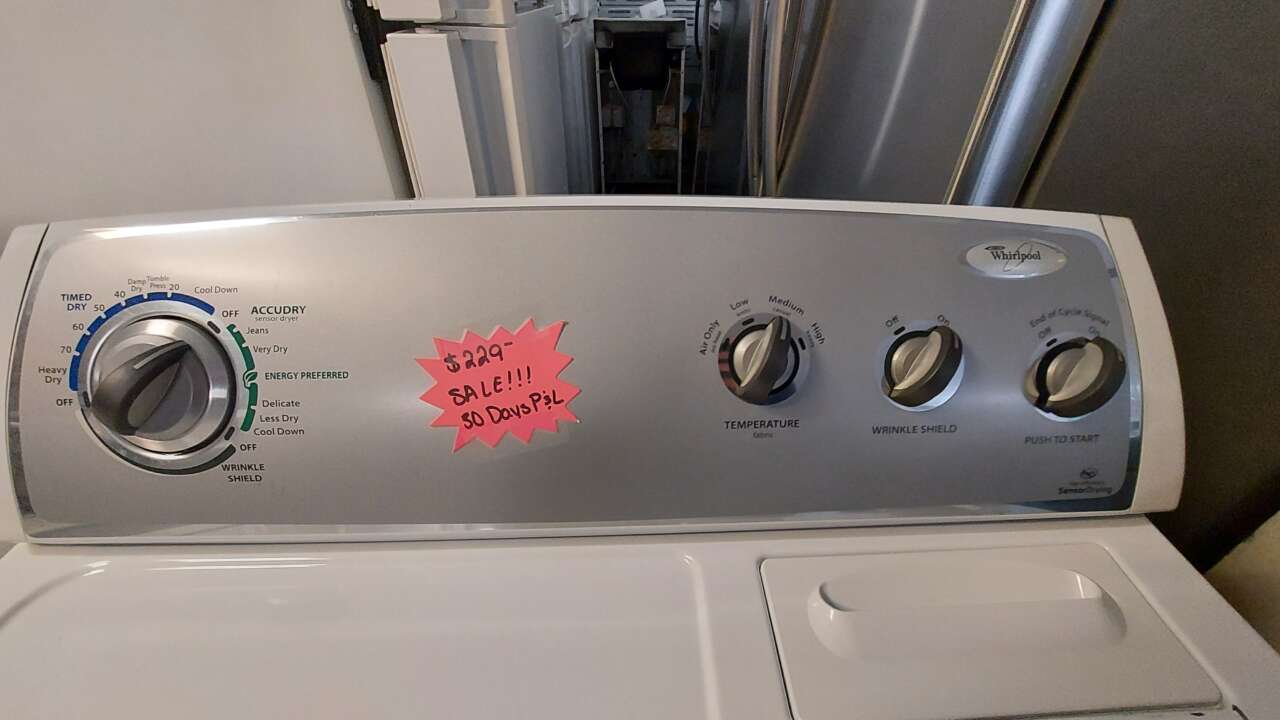 Whirlpool
Cool Down
20
Tumble
Press
Damp
Dry
40
50
60
70
TIMED
DRY
Heavy
Dry
OFF
OFF
ACCUDRY
sensor dryer
Jeans
Very Dry
ENERGY PREFERRED
Delicate
Less Dry
Cool Down
OFF
WRINKLE
SHIELD
$229-
SALE!!!
30 Days P&L
Air Only
Low
Medium
High
TEMPERATURE
fabric
Off
On
WRINKLE SHIELD
End of Cycle Signal
Off
On
PUSH TO START
SensorDrying